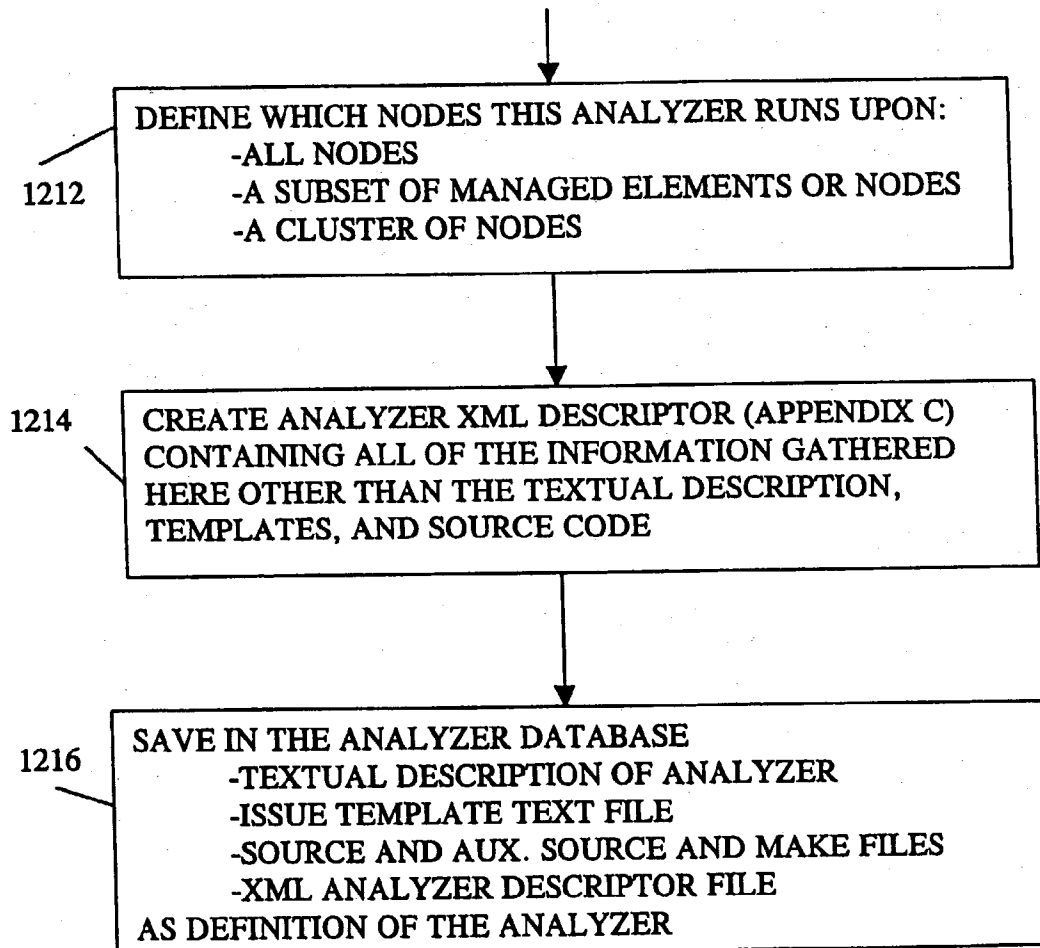 DEFINE WHICH NODES THIS ANALYZER RUNS UPON:
-ALL NODES
-A SUBSET OF MANAGED ELEMENTS OR NODES
-A CLUSTER OF NODES
1212
1214
CREATE ANALYZER XML DESCRIPTOR (APPENDIX C)
CONTAINING ALL OF THE INFORMATION GATHERED
HERE OTHER THAN THE TEXTUAL DESCRIPTION,
TEMPLATES, AND SOURCE CODE
1216
SAVE IN THE ANALYZER DATABASE
-TEXTUAL DESCRIPTION OF ANALYZER
-ISSUE TEMPLATE TEXT FILE
-SOURCE AND AUX. SOURCE AND MAKE FILES
-XML ANALYZER DESCRIPTOR FILE
AS DEFINITION OF THE ANALYZER